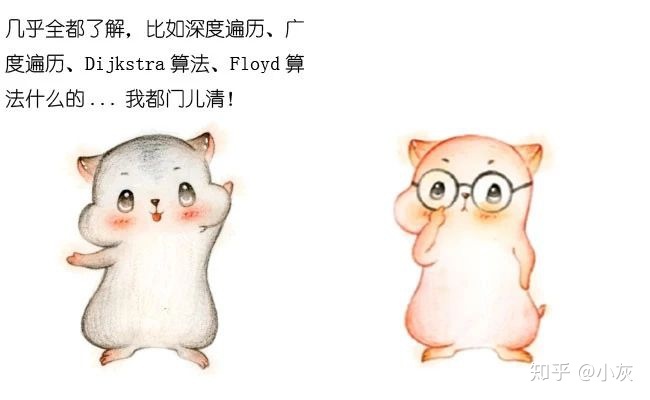 几乎全都了解，比如深度遍历、广
度遍历、Dijkstra 算法、Floyd 算
法什么的 ... 我都门儿清！
知乎 @小灰